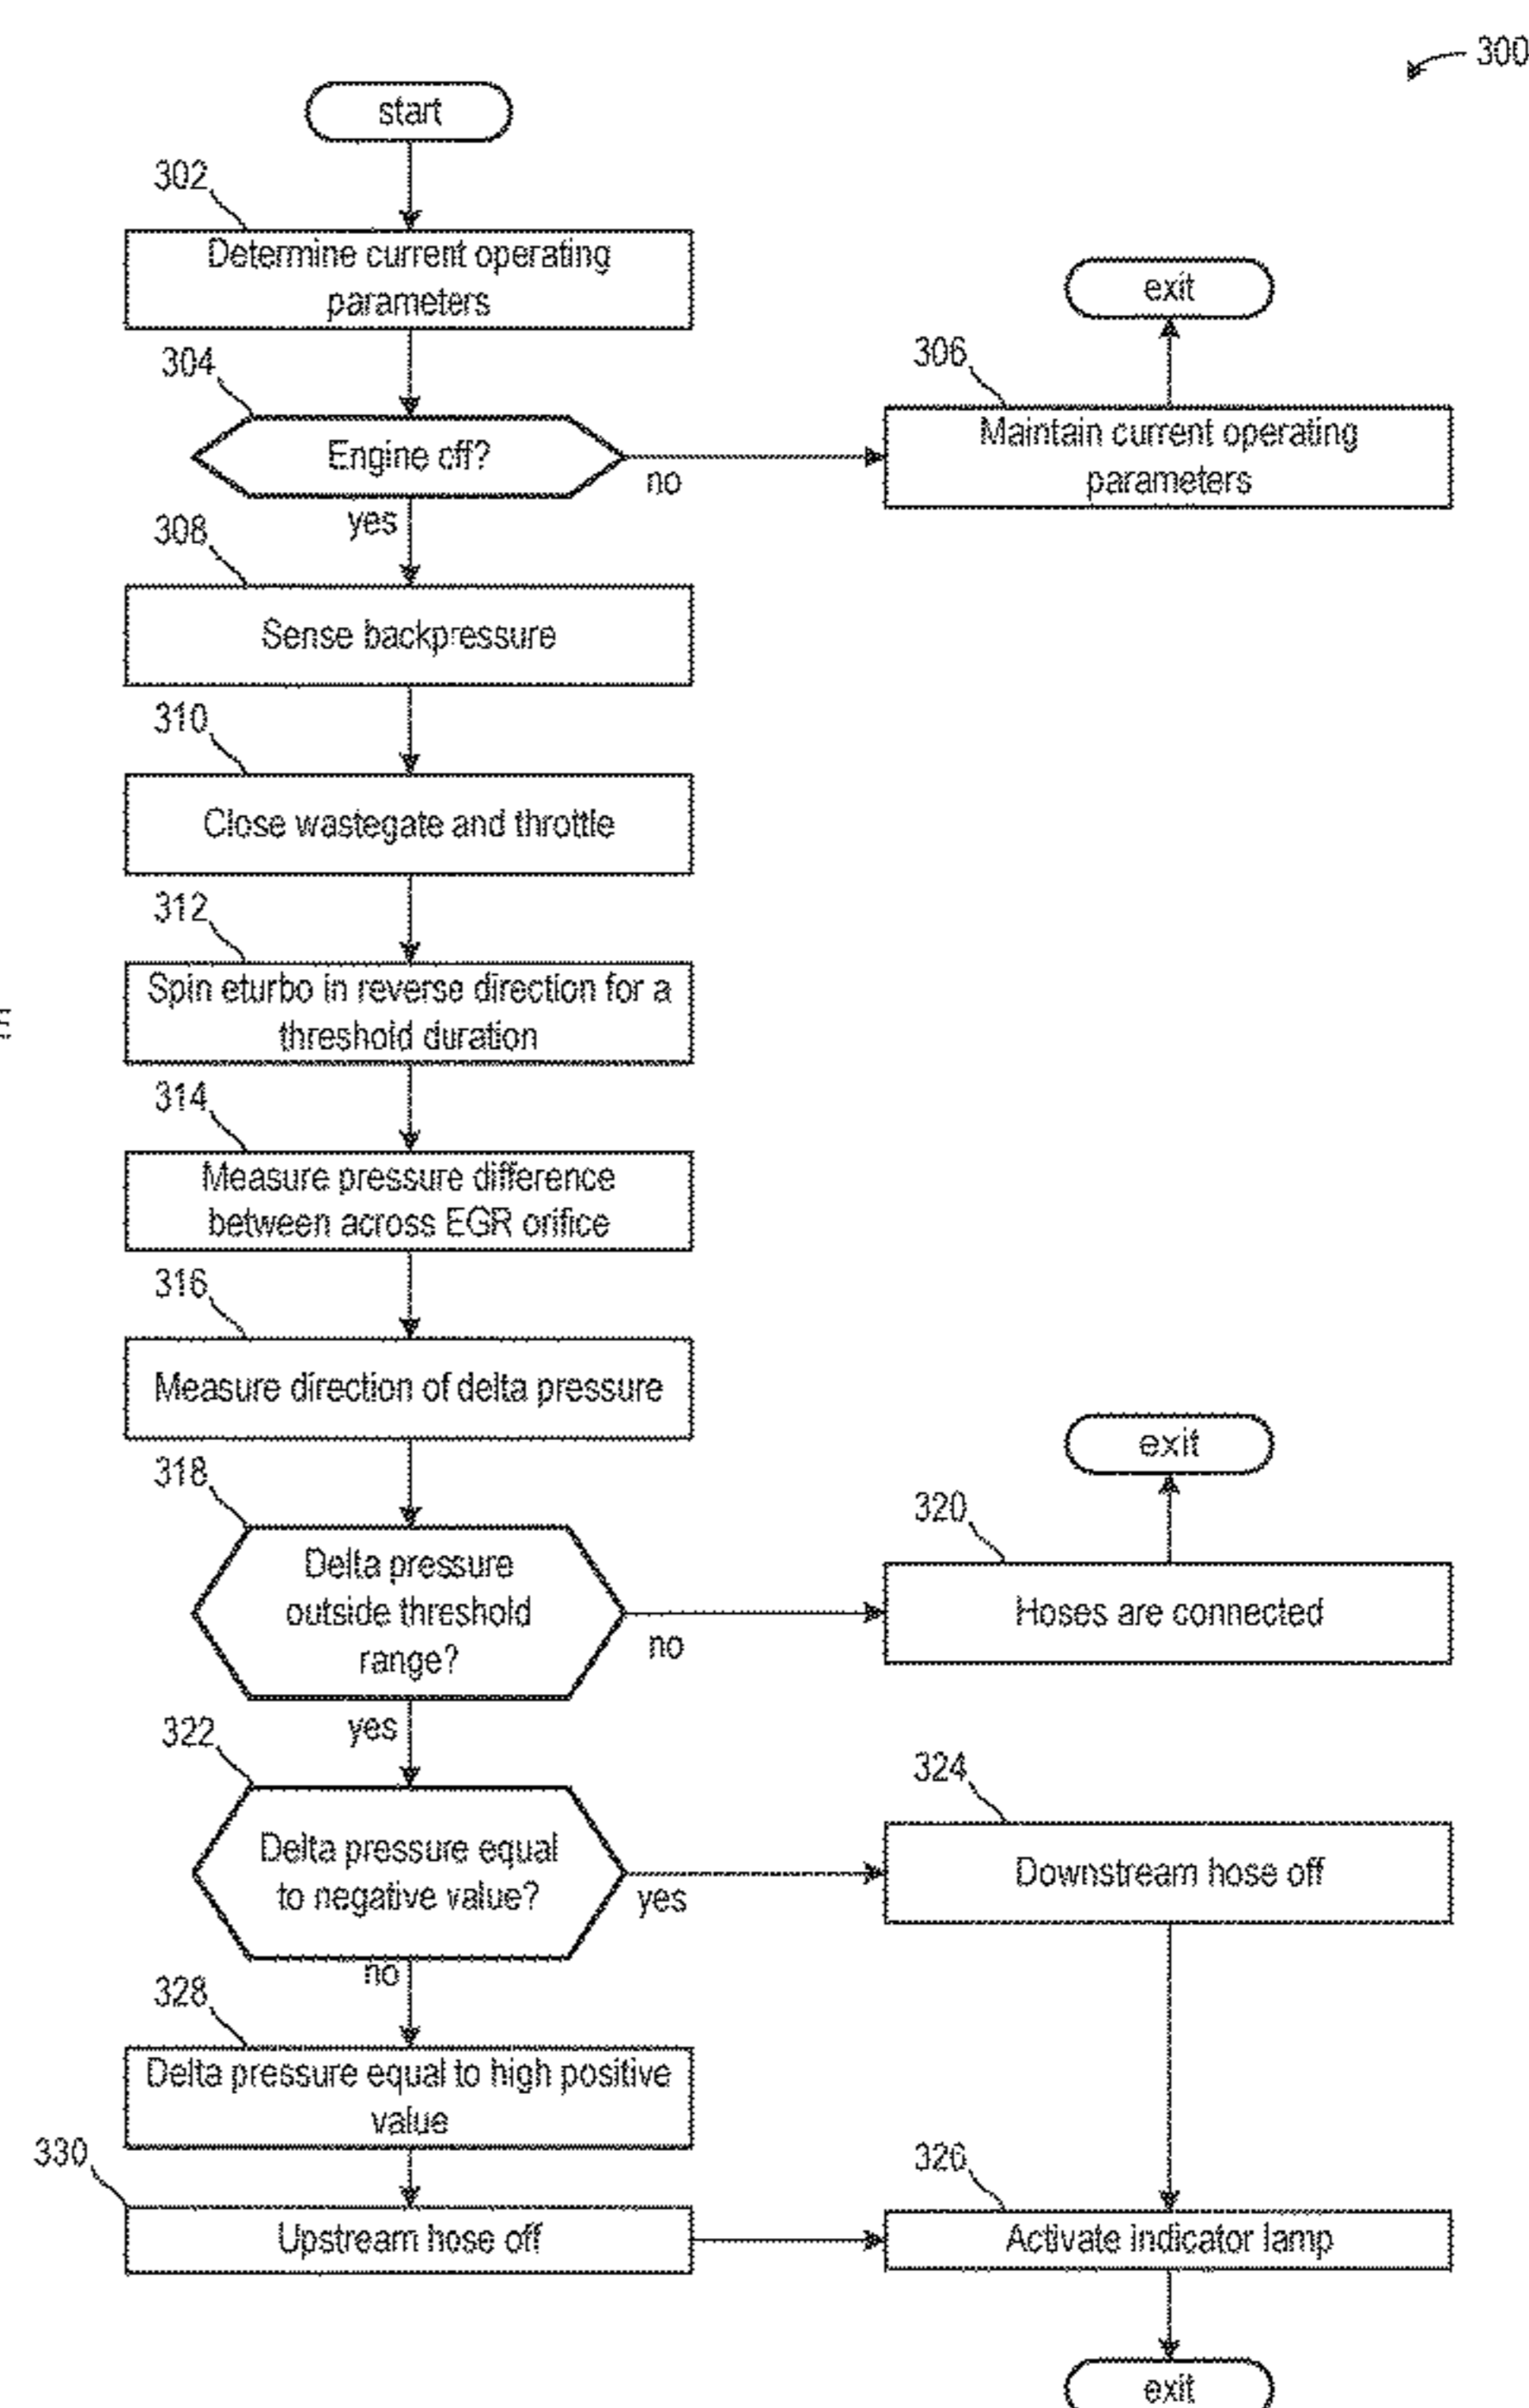 300
start
302
Determine current operating
parameters
304
Engine off?
no
yes
306
Maintain current operating
parameters
exit
308
Sense backpressure
310
Close wastegate and throttle
312
Spin eturbo in reverse direction for a
threshold duration
314
Measure pressure difference
between across EGR orifice
316
Measure direction of delta pressure
318
Delta pressure
outside threshold
range?
no
yes
320
Hoses are connected
exit
322
Delta pressure equal
to negative value?
yes
no
324
Downstream hose off
328
Delta pressure equal to high positive
value
330
Upstream hose off
326
Activate indicator lamp
exit